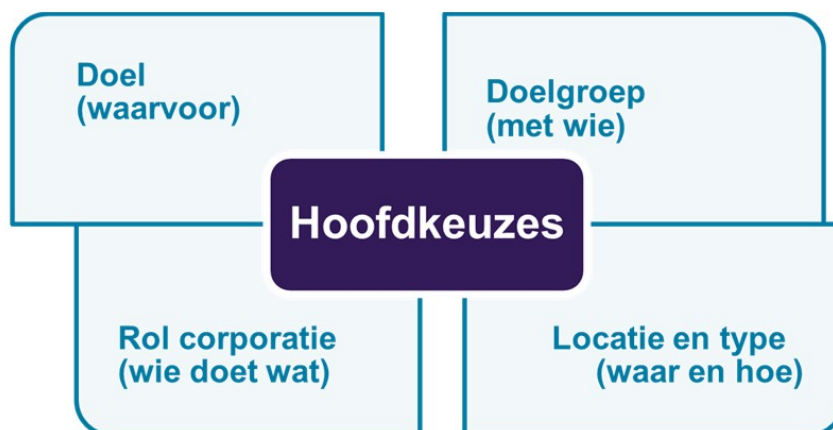 Doel
(waarvoor)
Doelgroep
(met wie)
Hoofdkeuzes
Rol corporatie
(wie doet wat)
Locatie en type
(waar en hoe)